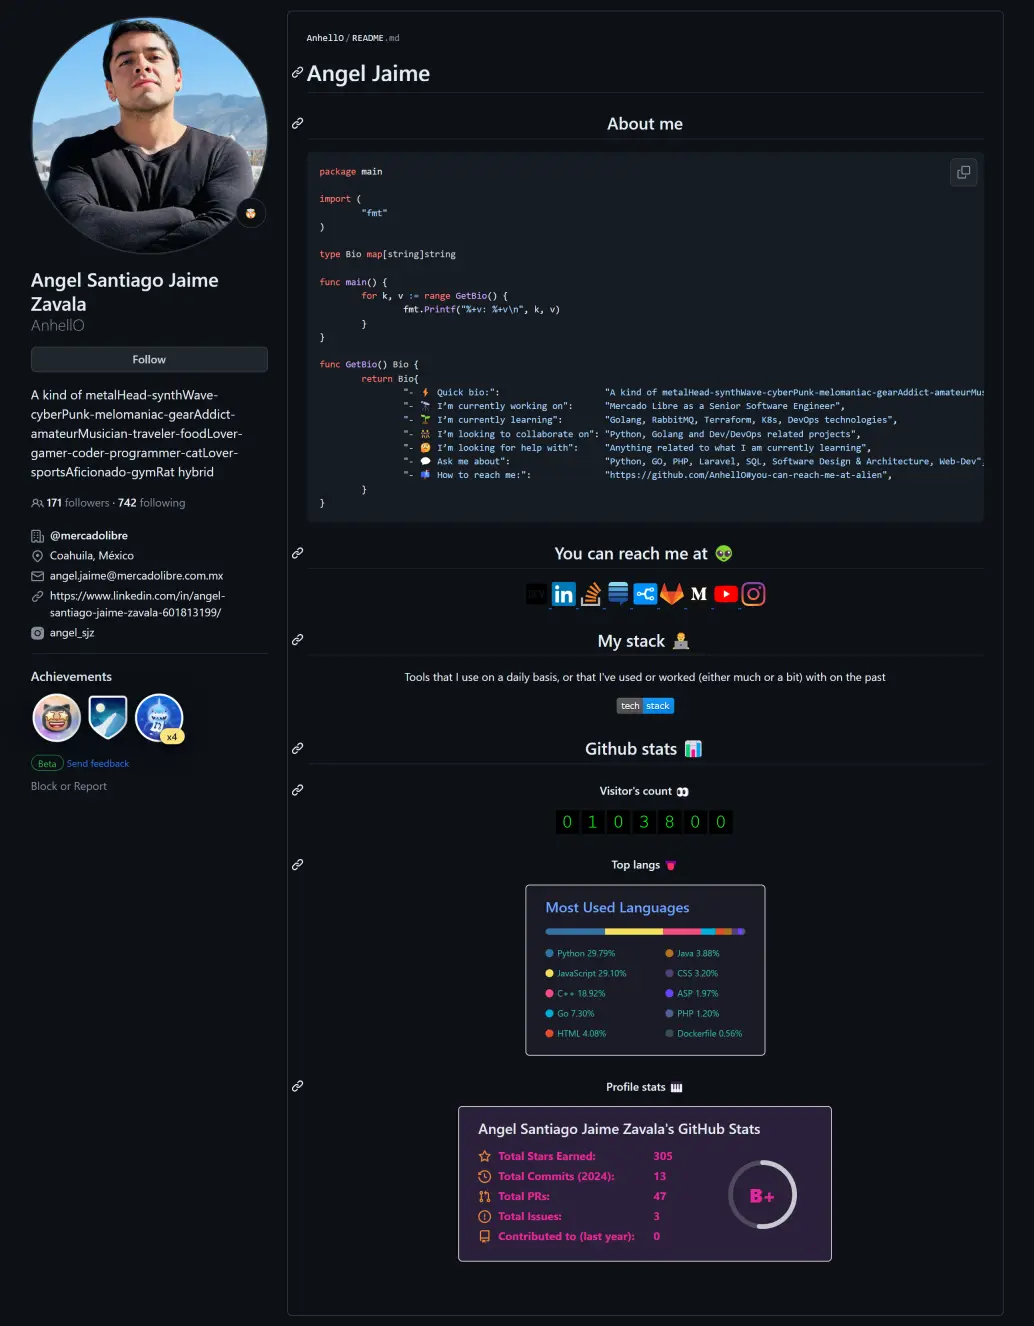 Angel Santiago Jaime
Zavala
AnhellO
Follow
A kind of metalHead-synthWave-
cyberPunk-melomaniac-gearAddict-
amateurMusician-traveler-foodLover-
gamer-coder-programmer-catLover-
sportsAficionado-gymRat hybrid
171 followers · 742 following
@mercadolibre
Coahuila, México
angel.jaime@mercadolibre.com.mx
https://www.linkedin.com/in/angel-
santiago-jaime-zavala-601813199/
angel_sjz
Achievements
x4
Beta Send feedback
Block or Report
AnhellO/README.md
Angel Jaime
About me
package main
import (
"fmt"
)
type Bio map[string]string
func main() {
for k, v := range GetBio() {
fmt.Printf("%+v: %+v\n", k, v)
}
}
func GetBio() Bio {
return Bio{
"- ⚡ Quick bio:": "A kind of metalHead-synthWave-cyberPunk-melomaniac-gearAddict-amateurMus
"- 🔭 I'm currently working on": "Mercado Libre as a Senior Software Engineer",
"- 🌱 I'm currently learning": "Golang, RabbitMQ, Terraform, K8s, DevOps technologies",
"- 👯 I'm looking to collaborate on": "Python, Golang and Dev/DevOps related projects",
"- 🤔 I'm looking for help with": "Anything related to what I am currently learning",
"- 💬 Ask me about": "Python, GO, PHP, Laravel, SQL, Software Design & Architecture, Web-Dev",
"- 📫 How to reach me:": "https://github.com/AnhellO#you-can-reach-me-at-alien",
}
}
You can reach me at 👽
DEV in M
My stack 👨‍💻
Tools that I use on a daily basis, or that I've used or worked (either much or a bit) with on the past
tech stack
Github stats 📊
Visitor's count 👀
0 1 0 3 8 0 0
Top langs 👅
Most Used Languages
Python 29.79% Java 3.88%
JavaScript 29.10% CSS 3.20%
C++ 18.92% ASP 1.97%
Go 7.30% PHP 1.20%
HTML 4.08% Dockerfile 0.56%
Profile stats 🎹
Angel Santiago Jaime Zavala's GitHub Stats
Total Stars Earned: 305
Total Commits (2024): 13
Total PRs: 47
Total Issues: 3
Contributed to (last year): 0
B+